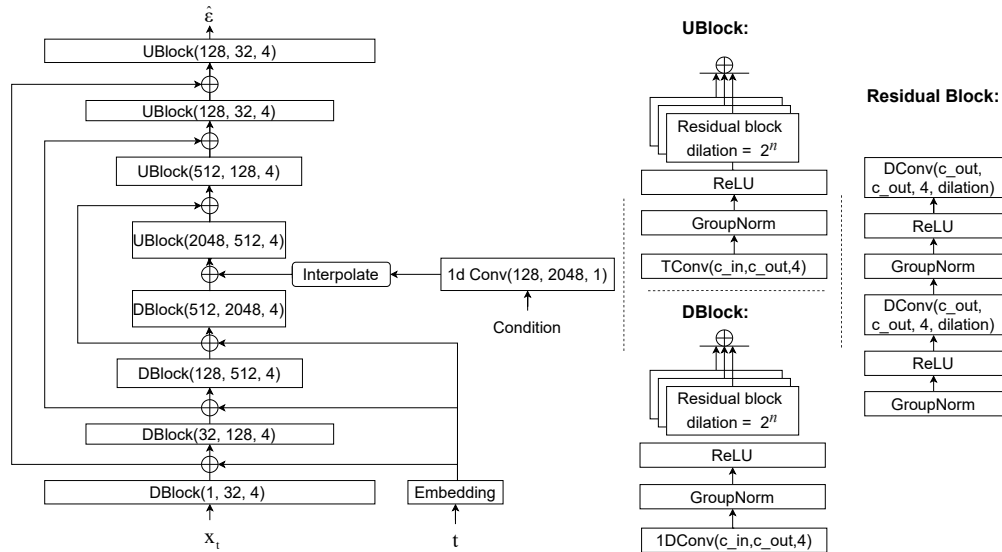 ε̂
UBlock(128, 32, 4)
UBlock(128, 32, 4)
UBlock(512, 128, 4)
UBlock(2048, 512, 4)
Interpolate
1d Conv(128, 2048, 1)
Condition
DBlock(512, 2048, 4)
DBlock(128, 512, 4)
DBlock(32, 128, 4)
DBlock(1, 32, 4)
Embedding
x_t
t
UBlock:
Residual block
dilation = 2^n
ReLU
GroupNorm
TConv(c_in,c_out,4)
DBlock:
Residual block
dilation = 2^n
ReLU
GroupNorm
1DConv(c_in,c_out,4)
Residual Block:
DConv(c_out,
c_out, 4, dilation)
ReLU
GroupNorm
DConv(c_out,
c_out, 4, dilation)
ReLU
GroupNorm